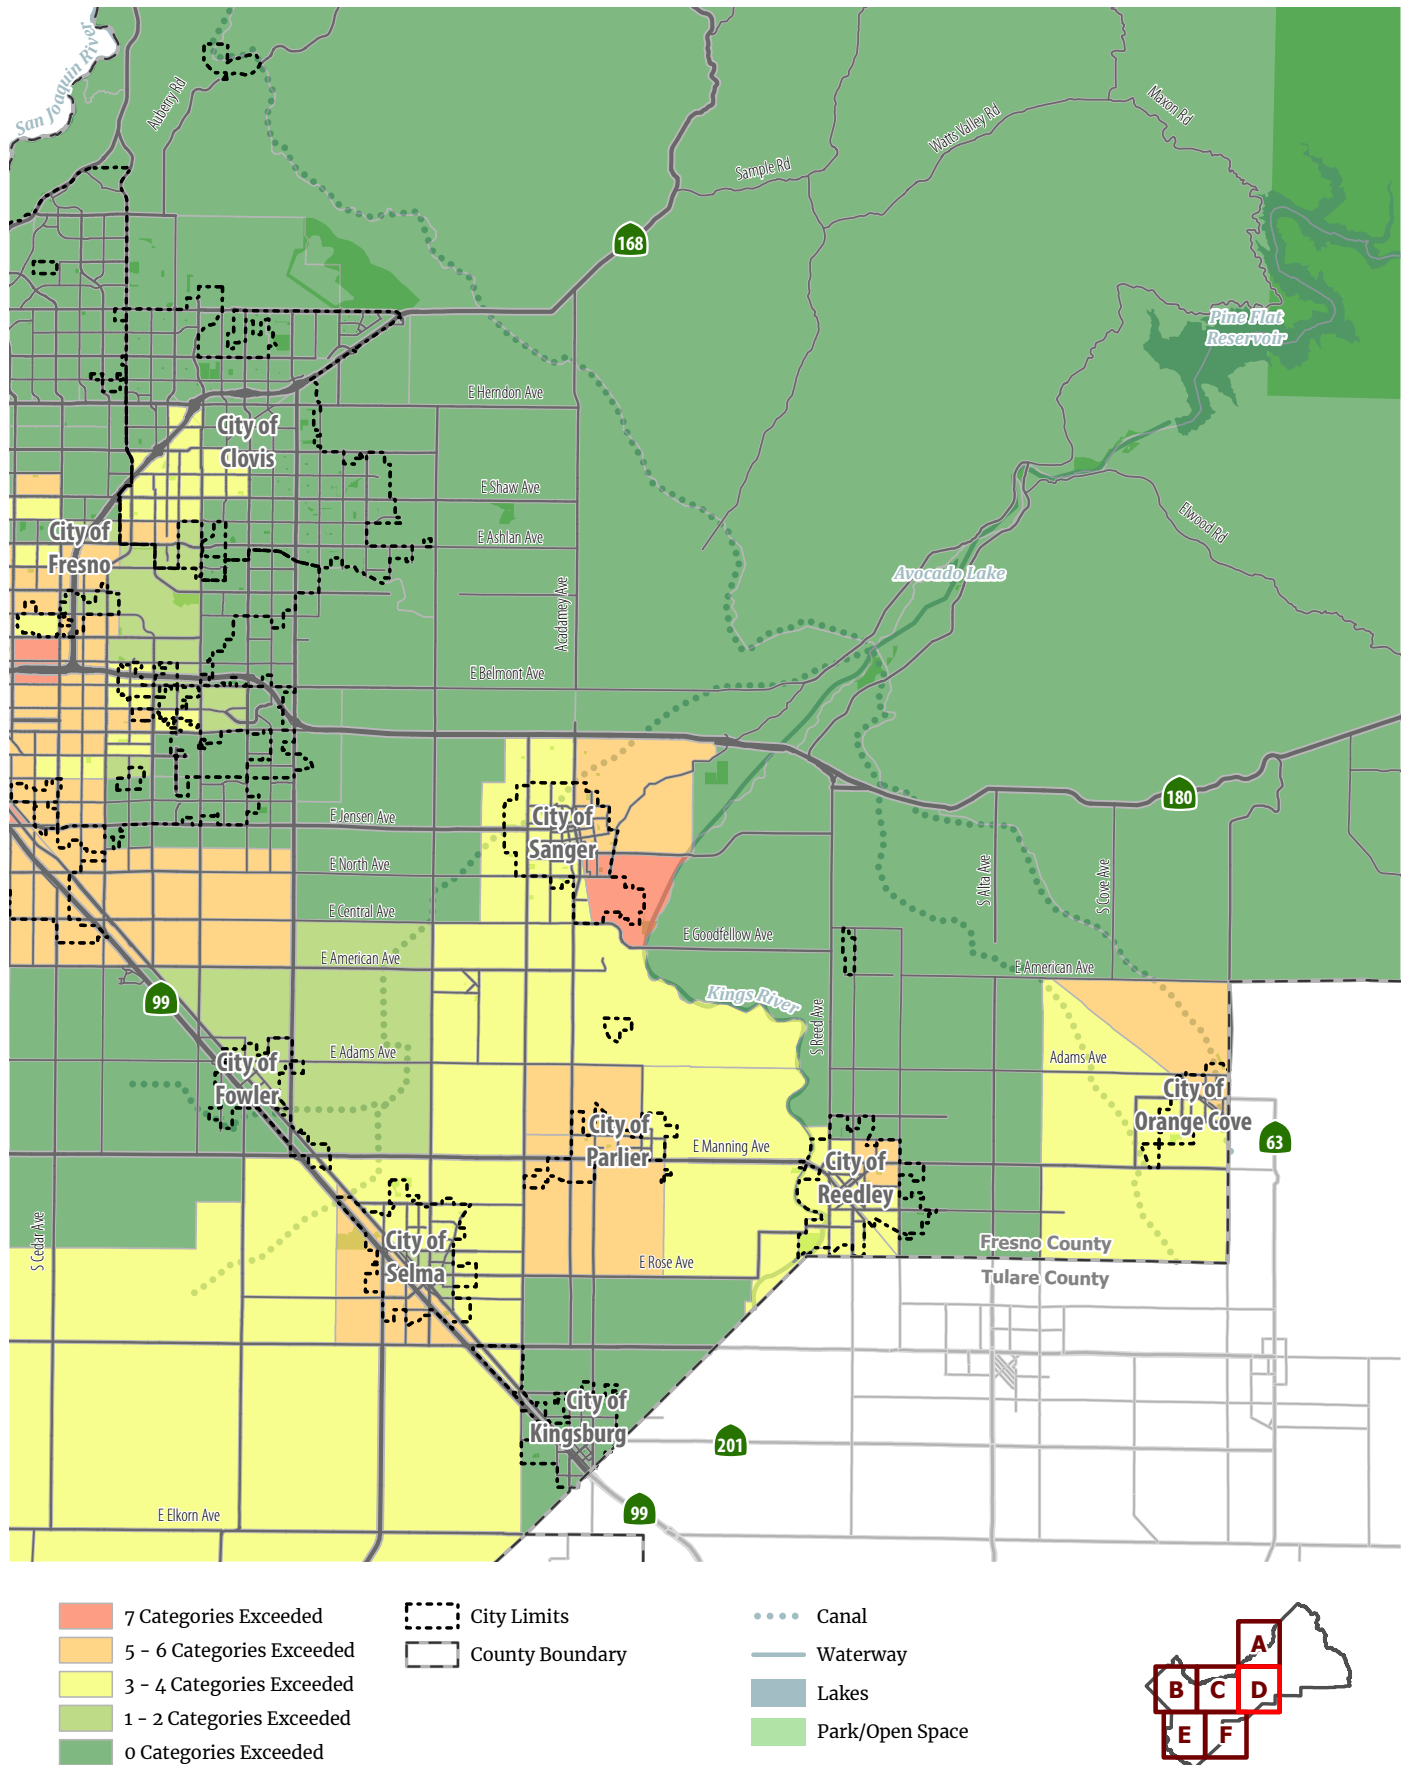 San Joaquin River
Auberry Rd
Maxon Rd
Watts Valley Rd
Sample Rd
168
Pine Flat
Reservoir
E Herndon Ave
City of
Clovis
E Shaw Ave
City of
Fresno
E Ashlan Ave
Elwood Rd
Avocado Lake
Acadamey Ave
E Belmont Ave
180
E Jensen Ave
City of
Sanger
E North Ave
S Alta Ave
S Cove Ave
E Central Ave
E Goodfellow Ave
E American Ave
E American Ave
99
Kings River
S Reed Ave
E Adams Ave
Adams Ave
City of
Fowler
City of
Orange Cove
City of
Parlier
E Manning Ave
63
City of
Reedley
S Cedar Ave
City of
Selma
E Rose Ave
Fresno County
Tulare County
City of
Kingsburg
201
E Elkorn Ave
99
7 Categories Exceeded
5 - 6 Categories Exceeded
3 - 4 Categories Exceeded
1 - 2 Categories Exceeded
0 Categories Exceeded
City Limits
County Boundary
Canal
Waterway
Lakes
Park/Open Space
A
B C D
E F